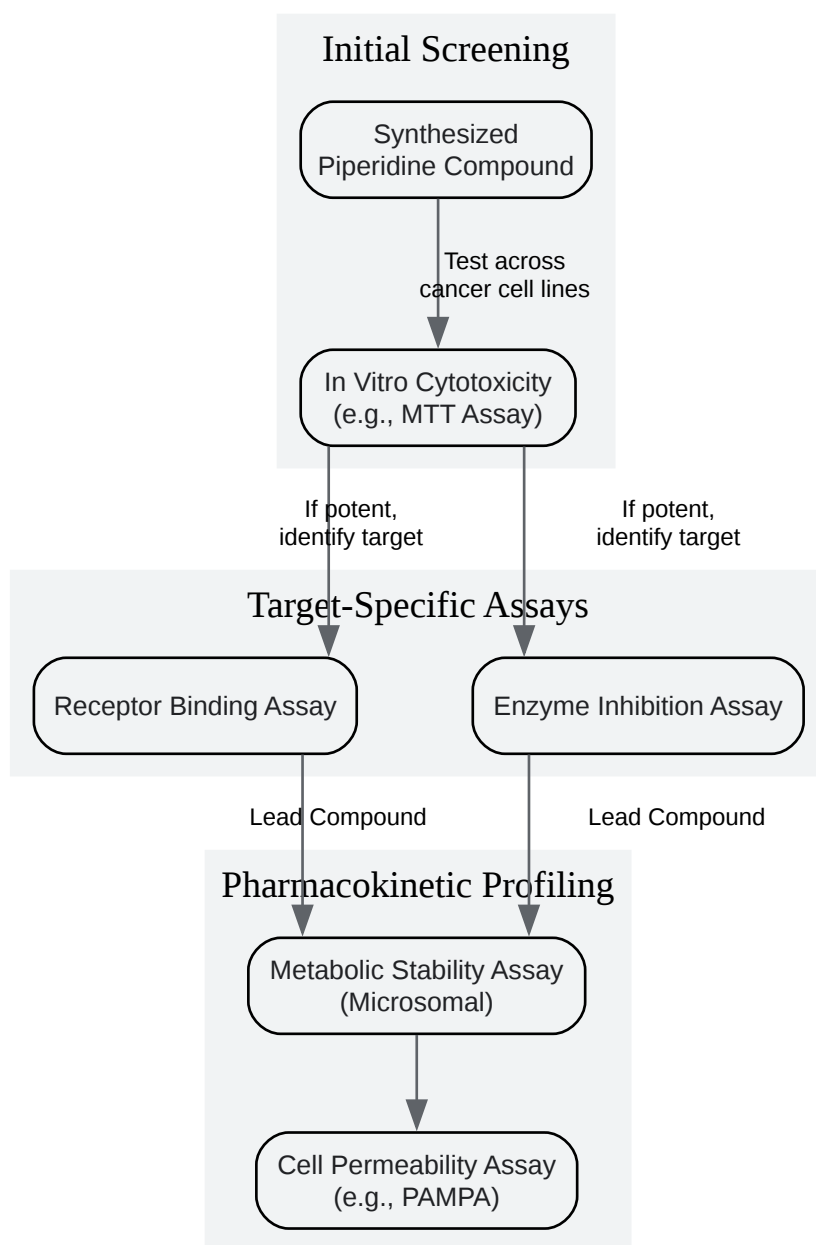 Initial Screening
Synthesized
Piperidine Compound
Test across
cancer cell lines
In Vitro Cytotoxicity
(e.g., MTT Assay)
If potent,
identify target
If potent,
identify target
Target-Specific Assays
Receptor Binding Assay
Enzyme Inhibition Assay
Lead Compound
Lead Compound
Pharmacokinetic Profiling
Metabolic Stability Assay
(Microsomal)
Cell Permeability Assay
(e.g., PAMPA)